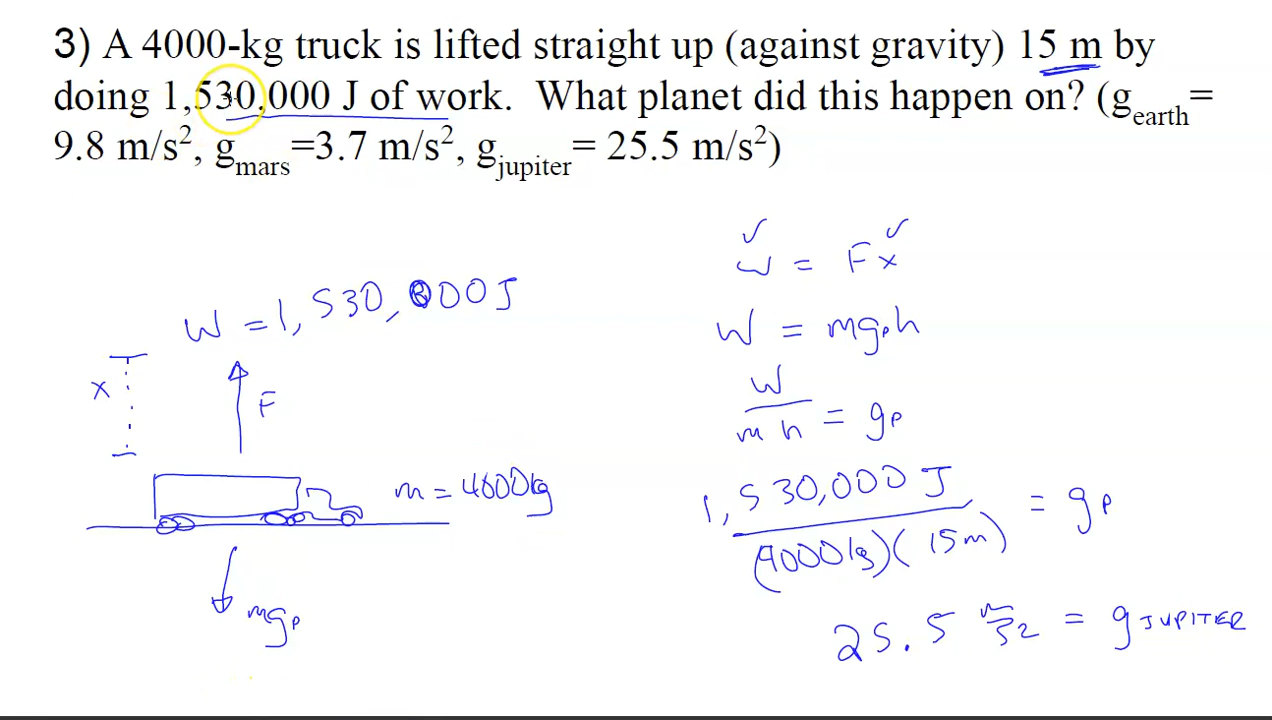 3) A 4000-kg truck is lifted straight up (against gravity) 15 m by
doing 1,530,000 J of work. What planet did this happen on? (gearth=
9.8 m/s², gmars=3.7 m/s², gjupiter= 25.5 m/s²)
W = Fx
W = 1,530,000J
W = mgph
x
F
W
m h
= gp
m = 4000kg
1,530,000 J
(4000kg)(15m)
= gp
mgp
25.5 m/s2 = gJUPITER